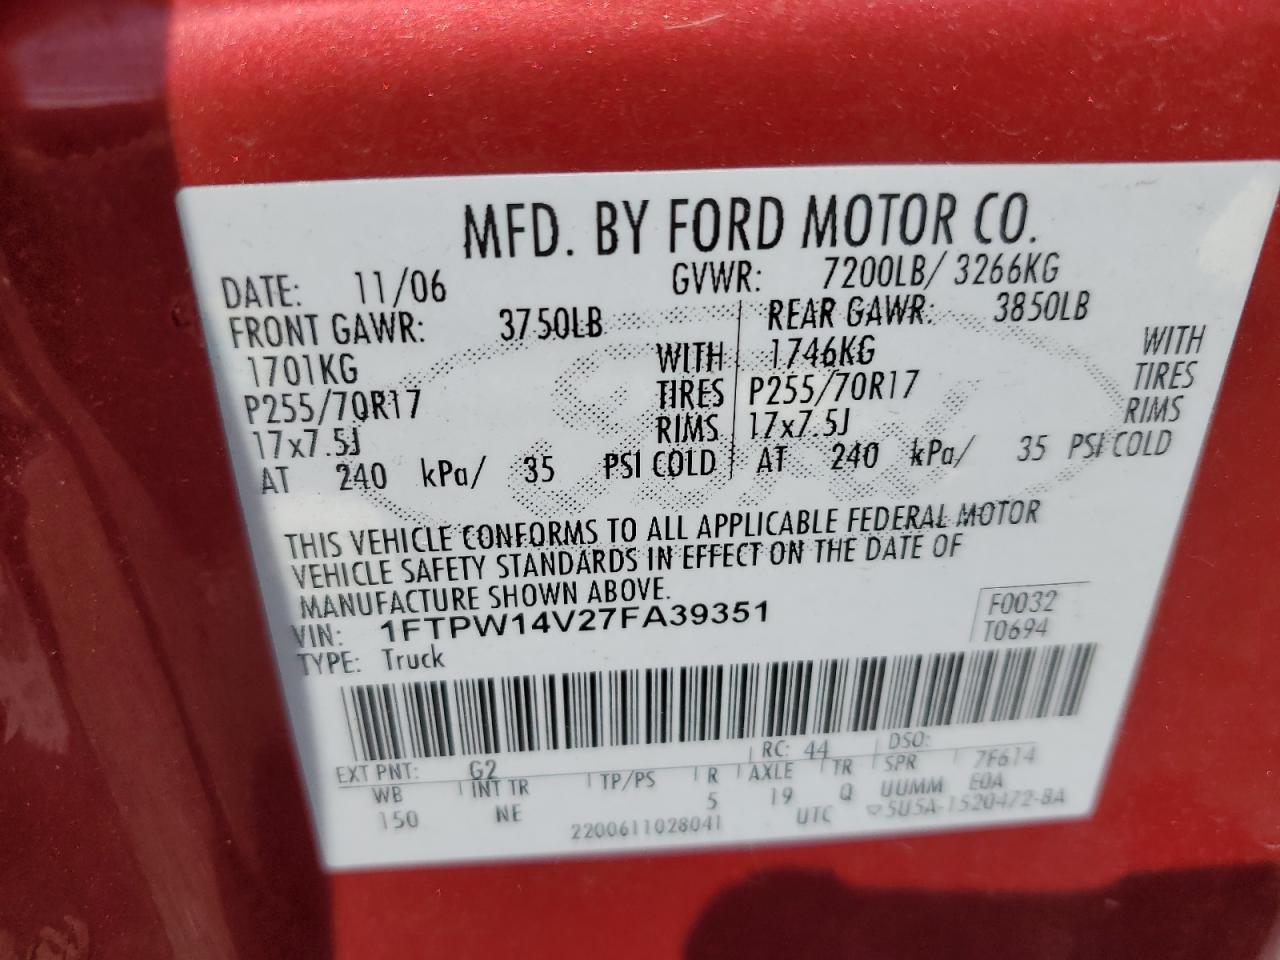 MFD. BY FORD MOTOR CO.
DATE: 11/06 GVWR: 7200LB/ 3266KG
FRONT GAWR: 3750LB REAR GAWR: 3850LB
1701KG WITH 1746KG WITH
P255/70R17 TIRES P255/70R17 TIRES
17x7.5J RIMS 17x7.5J RIMS
AT 240 kPa/ 35 PSI COLD AT 240 kPa/ 35 PSI COLD
THIS VEHICLE CONFORMS TO ALL APPLICABLE FEDERAL MOTOR
VEHICLE SAFETY STANDARDS IN EFFECT ON THE DATE OF
MANUFACTURE SHOWN ABOVE.
VIN: 1FTPW14V27FA39351 F0032
TYPE: Truck T0694
EXT PNT: G2 RC: 44 DSO: 7F614
WB INT TR TP/PS R AXLE TR SPR E0A
150 NE 5 19 Q UUMM
2200611028041 UTC 5U5A-1520472-BA